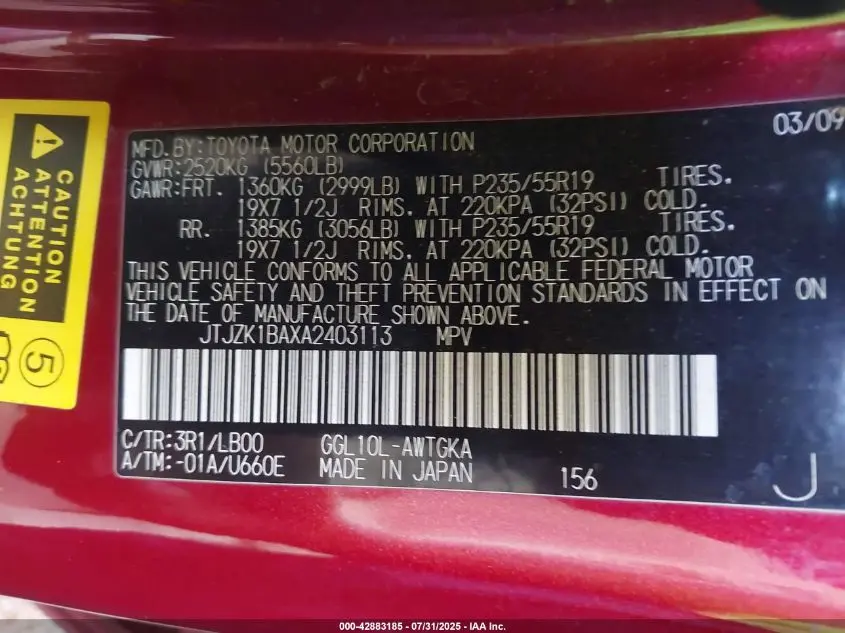 03/09
MFD.BY:TOYOTA MOTOR CORPORATION
GVWR:2520KG (5560LB)
GAWR:FRT. 1360KG (2999LB) WITH P235/55R19 TIRES.
19X7 1/2J RIMS. AT 220KPA (32PSI) COLD.
RR. 1385KG (3056LB) WITH P235/55R19 TIRES.
19X7 1/2J RIMS. AT 220KPA (32PSI) COLD.
THIS VEHICLE CONFORMS TO ALL APPLICABLE FEDERAL MOTOR
VEHICLE SAFETY AND THEFT PREVENTION STANDARDS IN EFFECT ON
THE DATE OF MANUFACTURE SHOWN ABOVE.
JTJZK1BAXA2403113 MPV
C/TR:3R1/LB00 GGL10L-AWTGKA
A/TM:-01A/U660E MADE IN JAPAN 156
J
CAUTION
ATTENTION
ACHTUNG
5
000-42883185 - 07/31/2025 - IAA Inc.